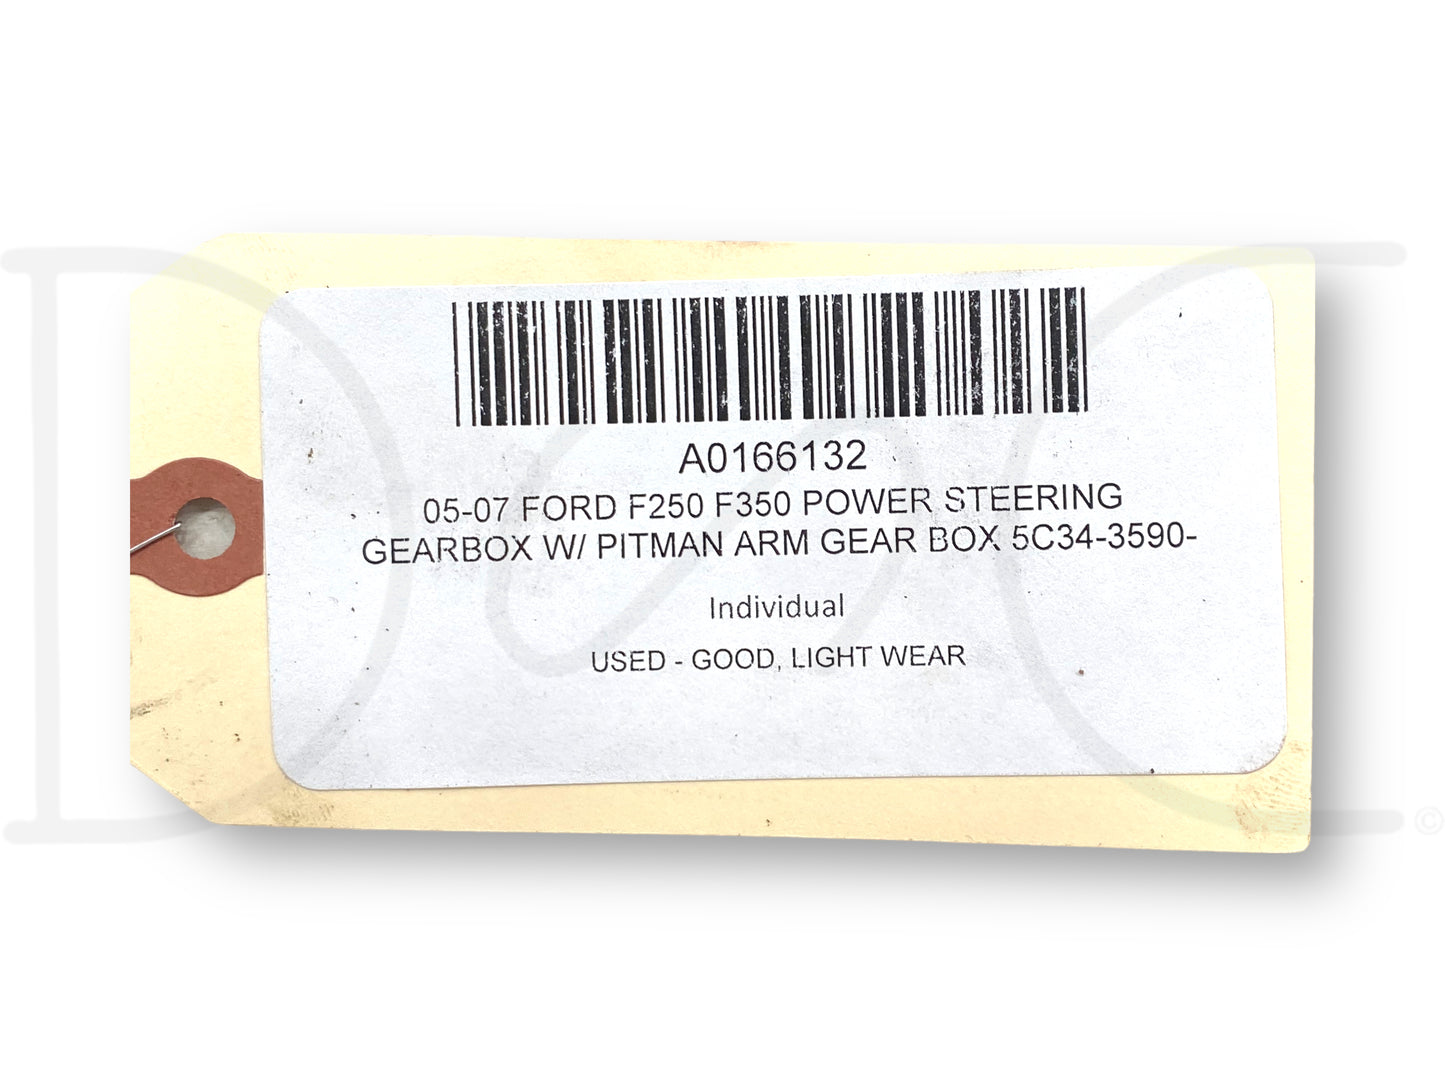 A0166132
05-07 FORD F250 F350 POWER STEERING
GEARBOX W/ PITMAN ARM GEAR BOX 5C34-3590-
Individual
USED - GOOD, LIGHT WEAR
©